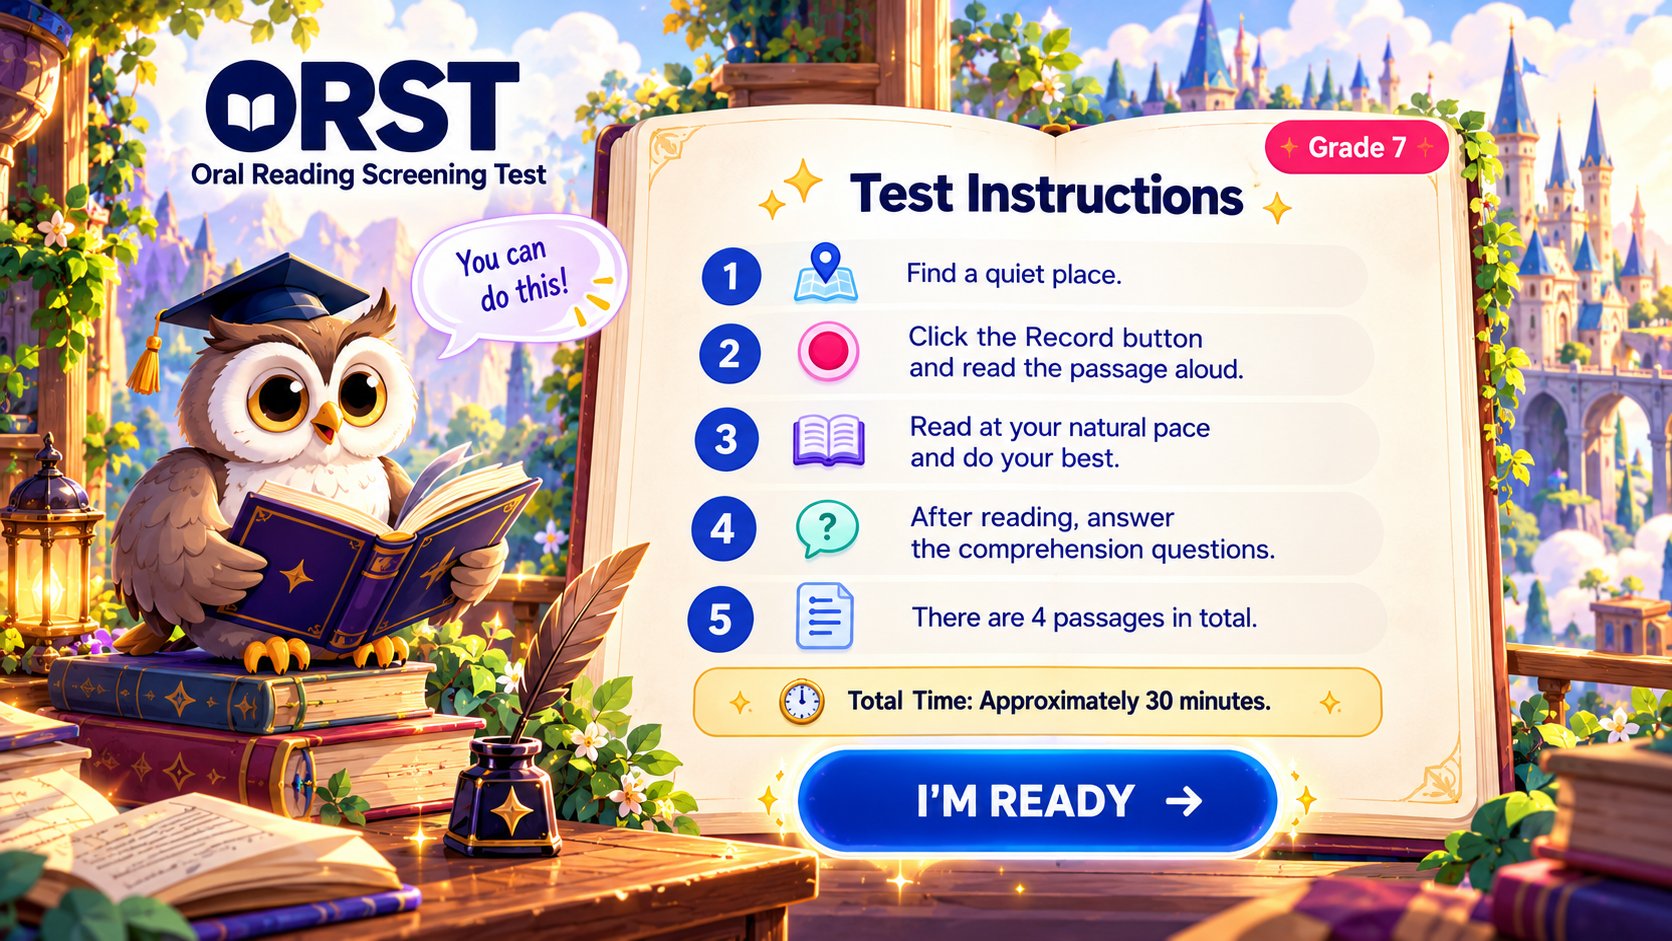 ORST
Oral Reading Screening Test
You can
do this!
Grade 7
Test Instructions
1 Find a quiet place.
2 Click the Record button
and read the passage aloud.
3 Read at your natural pace
and do your best.
4 ? After reading, answer
the comprehension questions.
5 There are 4 passages in total.
Total Time: Approximately 30 minutes.
I'M READY →